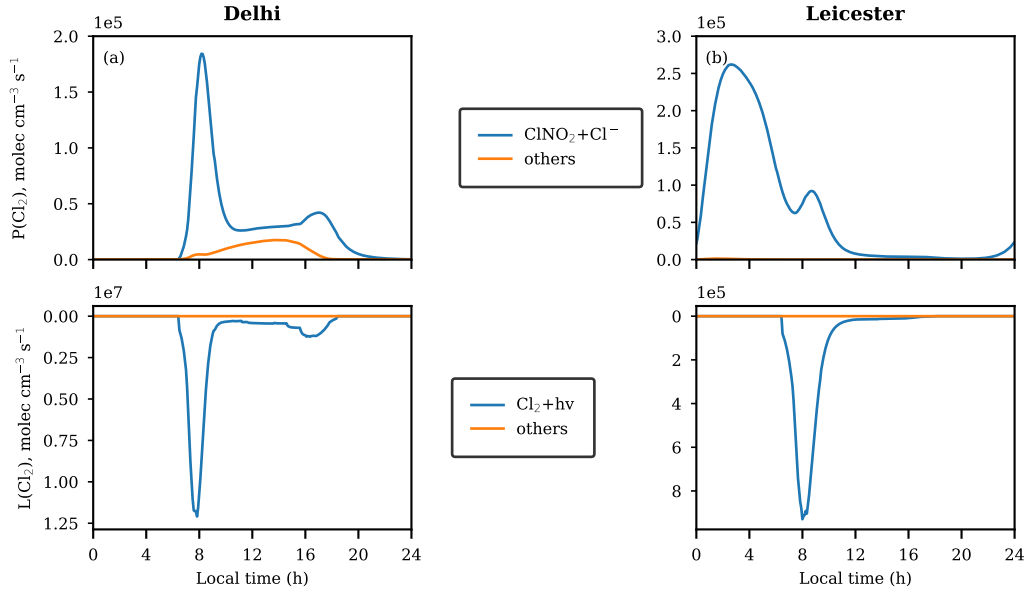 Delhi
Leicester
1e5
1e5
(a)
(b)
P(Cl₂), molec cm⁻³ s⁻¹
2.0
1.5
1.0
0.5
0.0
3.0
2.5
2.0
1.5
1.0
0.5
0.0
ClNO₂+Cl⁻
others
1e7
1e5
L(Cl₂), molec cm⁻³ s⁻¹
0.00
0.25
0.50
0.75
1.00
1.25
0
2
4
6
8
Cl₂+hv
others
0 4 8 12 16 20 24
0 4 8 12 16 20 24
Local time (h)
Local time (h)